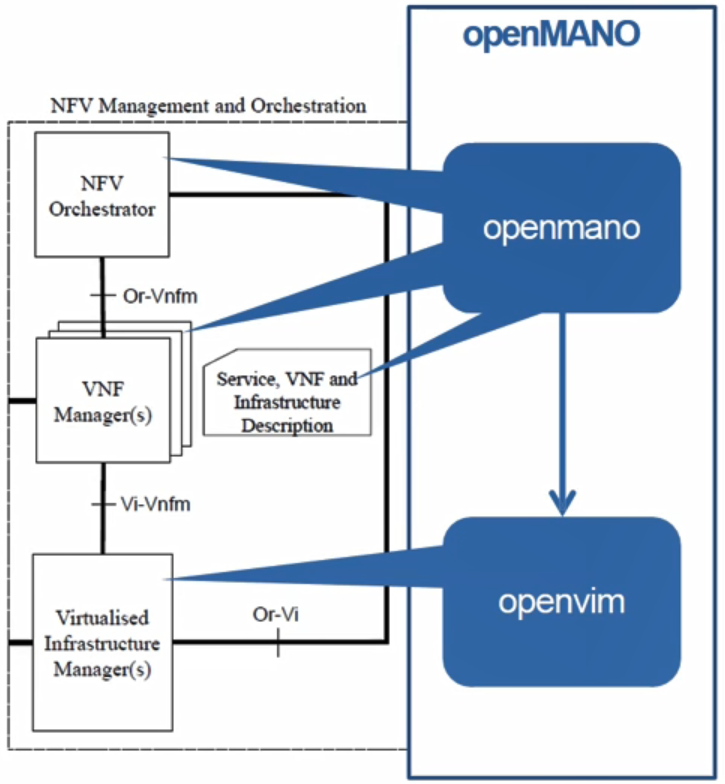 openMANO
NFV Management and Orchestration
NFV
Orchestrator
openmano
Or-Vnfm
VNF
Manager(s)
Service, VNF and
Infrastructure
Description
Vi-Vnfm
openvim
Or-Vi
Virtualised
Infrastructure
Manager(s)